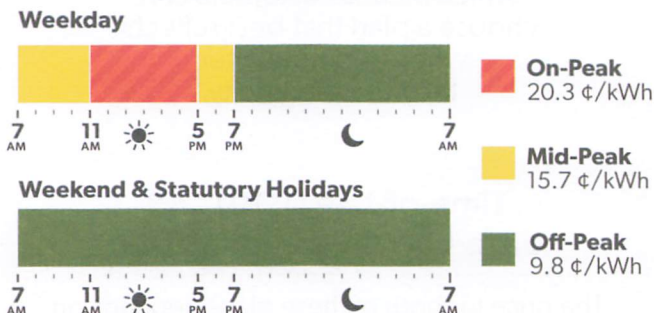 Weekday
7 AM 11 AM 5 PM 7 PM 7 AM
Weekend & Statutory Holidays
7 AM 11 AM 5 PM 7 PM 7 AM
On-Peak
20.3 ¢/kWh
Mid-Peak
15.7 ¢/kWh
Off-Peak
9.8 ¢/kWh